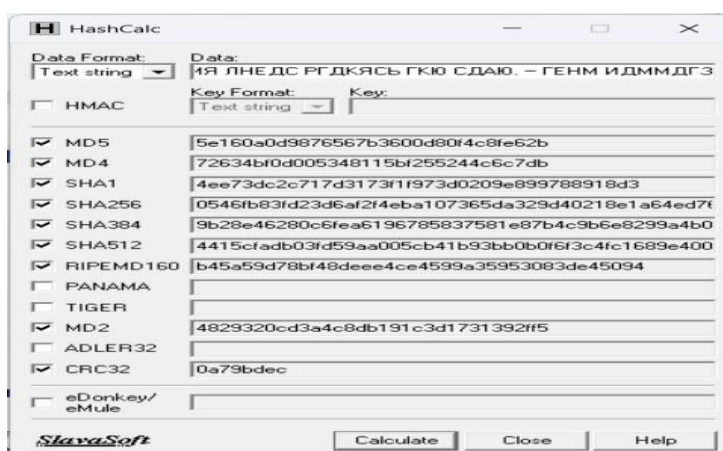 HashCalc
Data Format: Data:
Text string ИЯ ЛНЕДС РГДКЯСЬ ГКЮ СДАЮ. – ГЕНМ ИДММДГЗ
HMAC Key Format: Key:
Text string
MD5 5e160a0d9876567b3600d80f4c8fe62b
MD4 72634bf0d005348115bf255244c6c7db
SHA1 4ee73dc2c717d3173f1f973d0209e899788918d3
SHA256 0546fb83fd23d6af2f4eba107365da329d40218e1a64ed76
SHA384 9b28e46280c6fea6196785837581e87b4c9b6e8299a4b0
SHA512 4415cfadb03fd59aa005cb41b93bb0b0f6f3c4fc1689e400
RIPEMD160 b45a59d78bf48deee4ce4599a35953083de45094
PANAMA
TIGER
MD2 4829320cd3a4c8db191c3d1731392ff5
ADLER32
CRC32 0a79bdec
eDonkey/
eMule
SlavaSoft Calculate Close Help